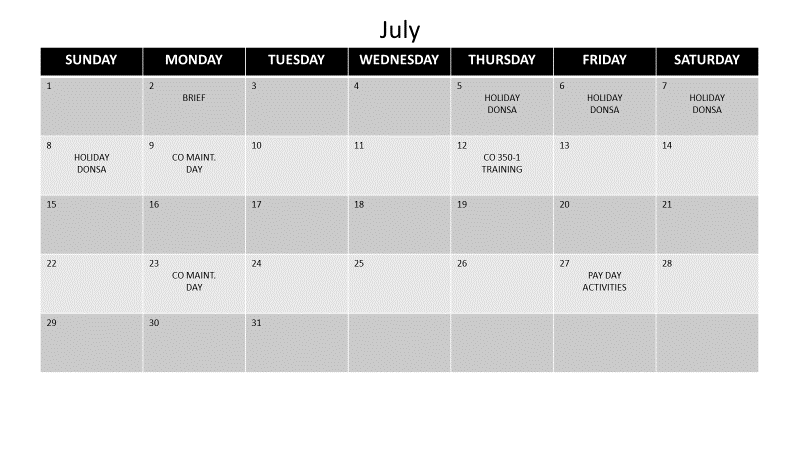 July
SUNDAY MONDAY TUESDAY WEDNESDAY THURSDAY FRIDAY SATURDAY
1 2 3 4 5 6 7
BRIEF HOLIDAY HOLIDAY HOLIDAY
DONSA DONSA DONSA
8 9 10 11 12 13 14
HOLIDAY CO MAINT. CO 350-1
DONSA DAY TRAINING
15 16 17 18 19 20 21
22 23 24 25 26 27 28
CO MAINT. PAY DAY
DAY ACTIVITIES
29 30 31